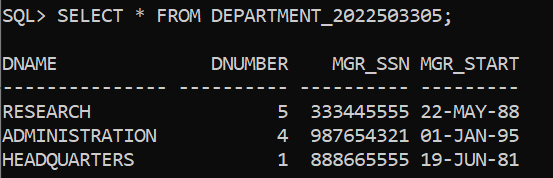 SQL> SELECT * FROM DEPARTMENT_2022503305;
DNAME DNUMBER MGR_SSN MGR_START
--------------- ---------- ---------- ---------
RESEARCH 5 333445555 22-MAY-88
ADMINISTRATION 4 987654321 01-JAN-95
HEADQUARTERS 1 888665555 19-JUN-81